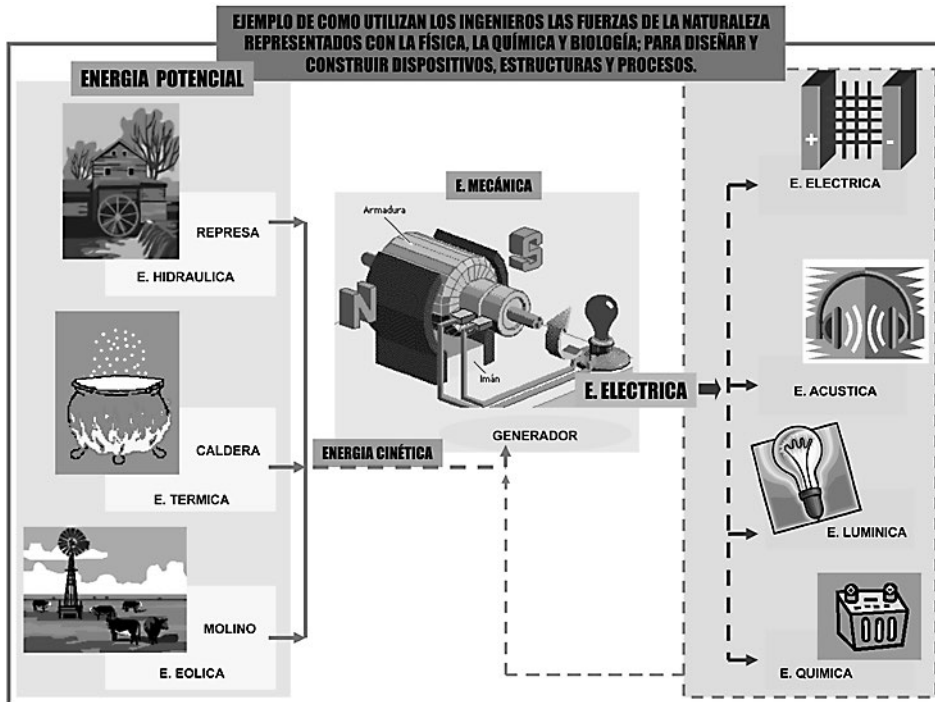 EJEMPLO DE COMO UTILIZAN LOS INGENIEROS LAS FUERZAS DE LA NATURALEZA
REPRESENTADOS CON LA FÍSICA, LA QUÍMICA Y BIOLOGÍA; PARA DISEÑAR Y
CONSTRUIR DISPOSITIVOS, ESTRUCTURAS Y PROCESOS.
ENERGIA POTENCIAL
REPRESA
E. HIDRAULICA
CALDERA
E. TERMICA
MOLINO
E. EOLICA
ENERGIA CINÉTICA
E. MECÁNICA
Armadura
S
N
Imán
GENERADOR
E. ELECTRICA
+ -
E. ELECTRICA
E. ACUSTICA
E. LUMINICA
E. QUIMICA